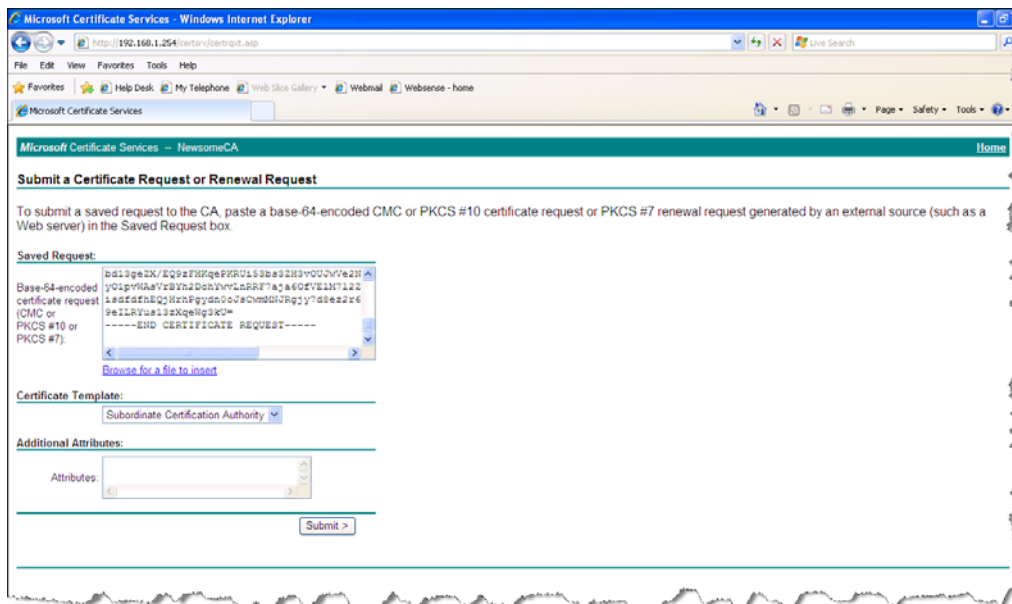 Microsoft Certificate Services - Windows Internet Explorer
http://192.168.1.254/certsrv/certrqxt.asp
Live Search
File Edit View Favorites Tools Help
Favorites Help Desk My Telephone Web Slice Gallery Webmail Websense - home
Microsoft Certificate Services
Page Safety Tools
Microsoft Certificate Services -- NewsomeCA Home
Submit a Certificate Request or Renewal Request
To submit a saved request to the CA, paste a base-64-encoded CMC or PKCS #10 certificate request or PKCS #7 renewal request generated by an external source (such as a
Web server) in the Saved Request box.
Saved Request:
Base-64-encoded
certificate request
(CMC or
PKCS #10 or
PKCS #7):
-----END CERTIFICATE REQUEST-----
Browse for a file to insert.
Certificate Template:
Subordinate Certification Authority
Additional Attributes:
Attributes:
Submit >